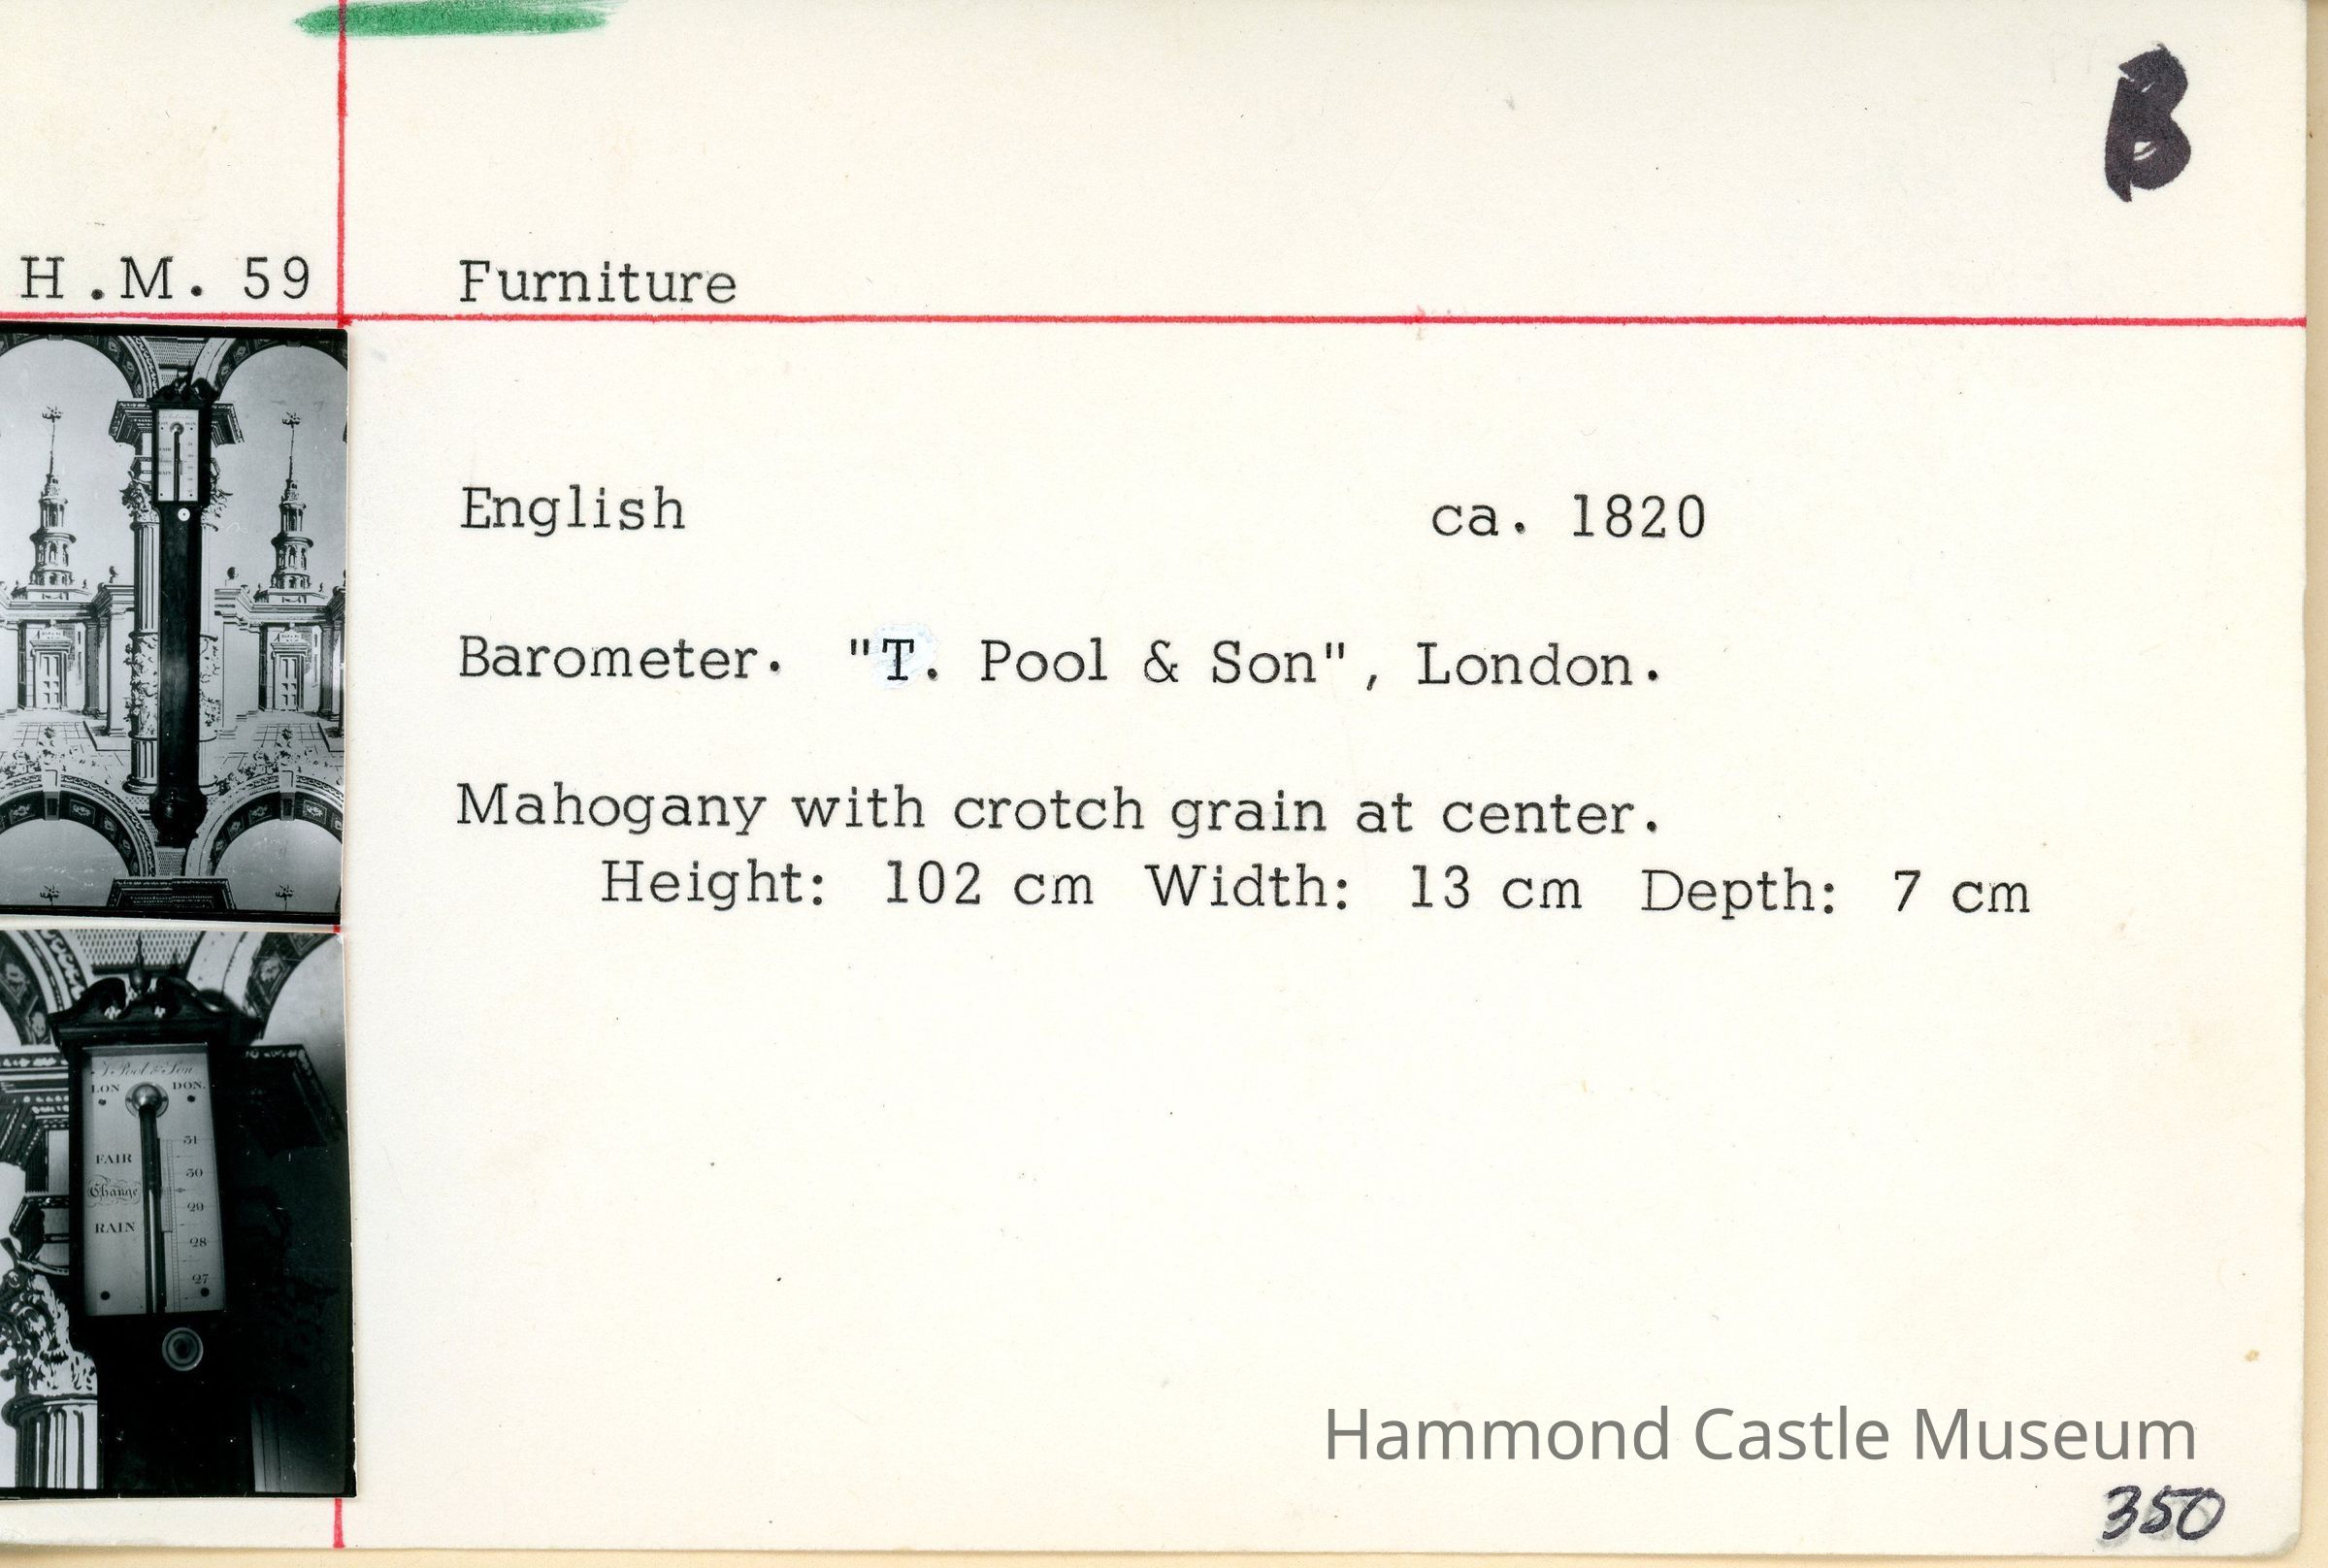 B
H.M. 59 Furniture
English ca. 1820
Barometer. "T. Pool & Son", London.
Mahogany with crotch grain at center.
Height: 102 cm Width: 13 cm Depth: 7 cm
T. Pool & Son
LON DON.
31
FAIR
30
Change
29
RAIN
28
27
Hammond Castle Museum
350